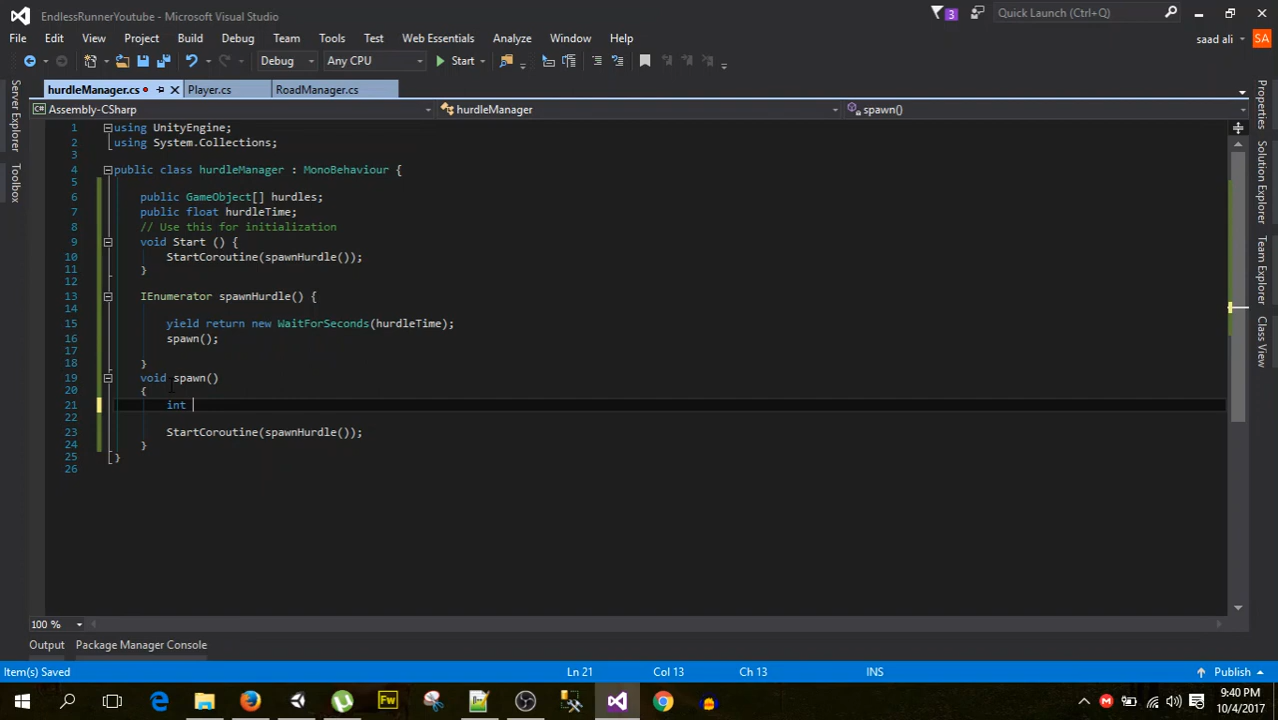 EndlessRunnerYoutube - Microsoft Visual Studio
3
Quick Launch (Ctrl+Q)
File Edit View Project Build Debug Team Tools Test Web Essentials Analyze Window Help
saad ali SA
Debug Any CPU Start
hurdleManager.cs Player.cs RoadManager.cs
Assembly-CSharp hurdleManager spawn()
Server Explorer
Toolbox
1 using UnityEngine;
2 using System.Collections;
3
4 public class hurdleManager : MonoBehaviour {
5
6 public GameObject[] hurdles;
7 public float hurdleTime;
8 // Use this for initialization
9 void Start () {
10 StartCoroutine(spawnHurdle());
11 }
12
13 IEnumerator spawnHurdle() {
14
15 yield return new WaitForSeconds(hurdleTime);
16 spawn();
17
18 }
19 void spawn()
20 {
21 int
22
23 StartCoroutine(spawnHurdle());
24 }
25 }
26
Properties
Solution Explorer
Team Explorer
Class View
100 %
Output Package Manager Console
Item(s) Saved Ln 21 Col 13 Ch 13 INS Publish
Fw
9:40 PM
10/4/2017